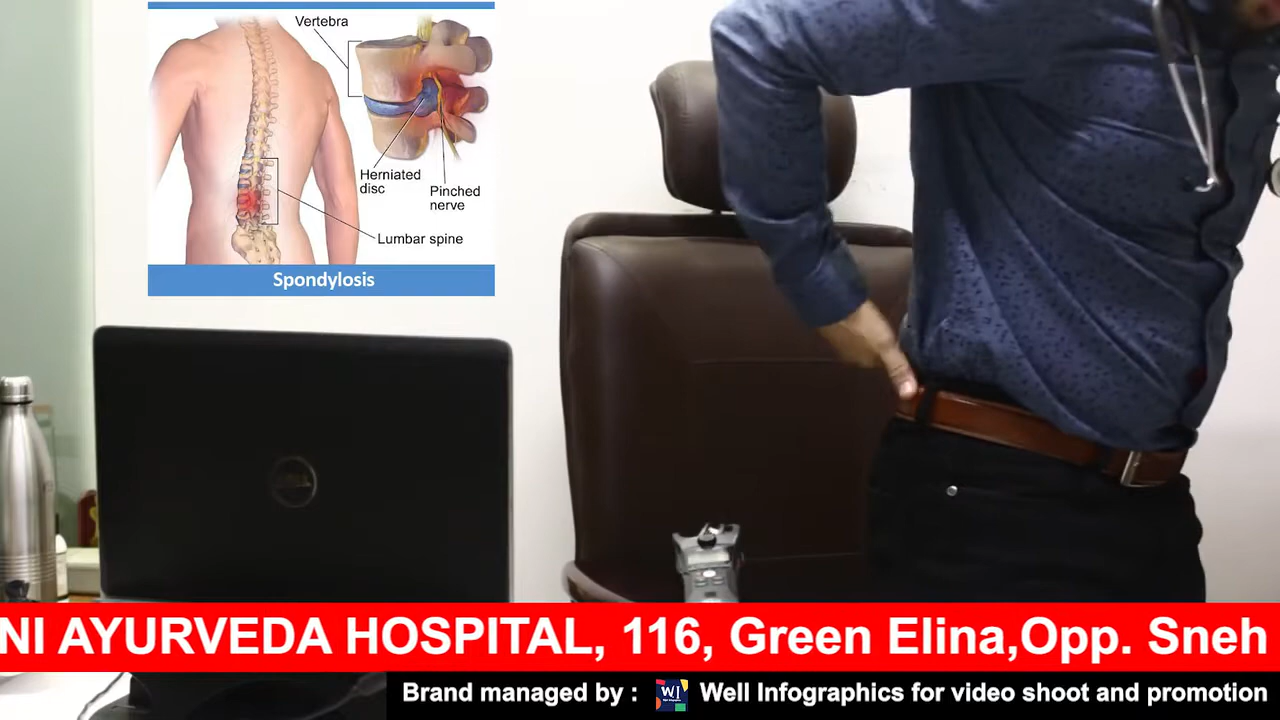 Vertebra
Herniated
disc
Pinched
nerve
Lumbar spine
Spondylosis
NI AYURVEDA HOSPITAL, 116, Green Elina,Opp. Sneh
Brand managed by : WI Well Infographics for video shoot and promotion